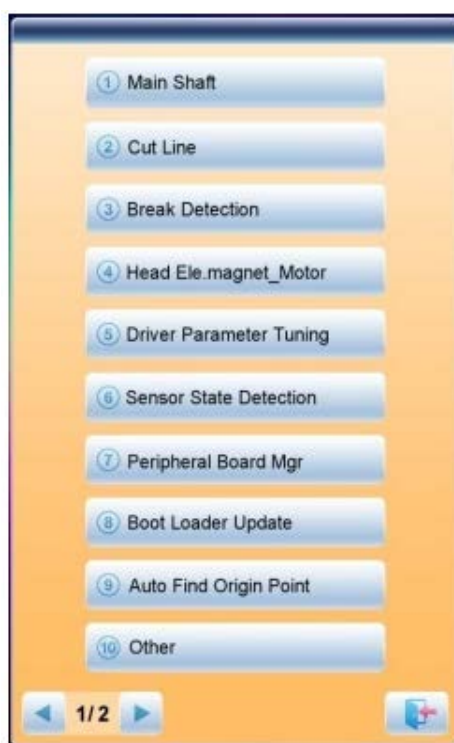 1 Main Shaft
2 Cut Line
3 Break Detection
4 Head Ele.magnet_Motor
5 Driver Parameter Tuning
6 Sensor State Detection
7 Peripheral Board Mgr
8 Boot Loader Update
9 Auto Find Origin Point
10 Other
1/2